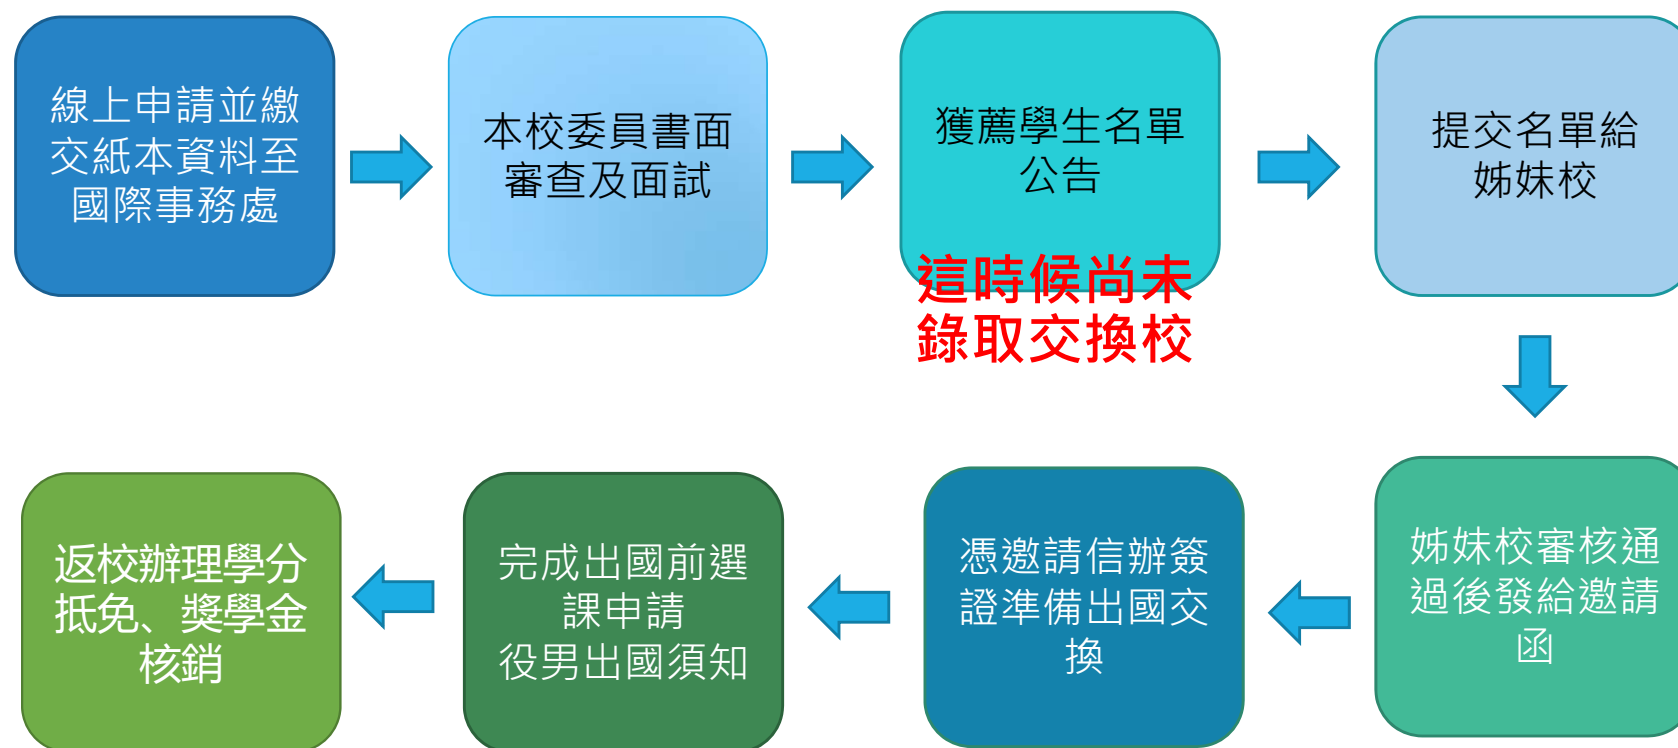 線上申請並繳
交紙本資料至
國際事務處
本校委員書面
審查及面試
獲薦學生名單
公告
這時候尚未
錄取交換校
提交名單給
姊妹校
姊妹校審核通
過後發給邀請
函
憑邀請信辦簽
證準備出國交
換
完成出國前選
課申請
役男出國須知
返校辦理學分
抵免、獎學金
核銷